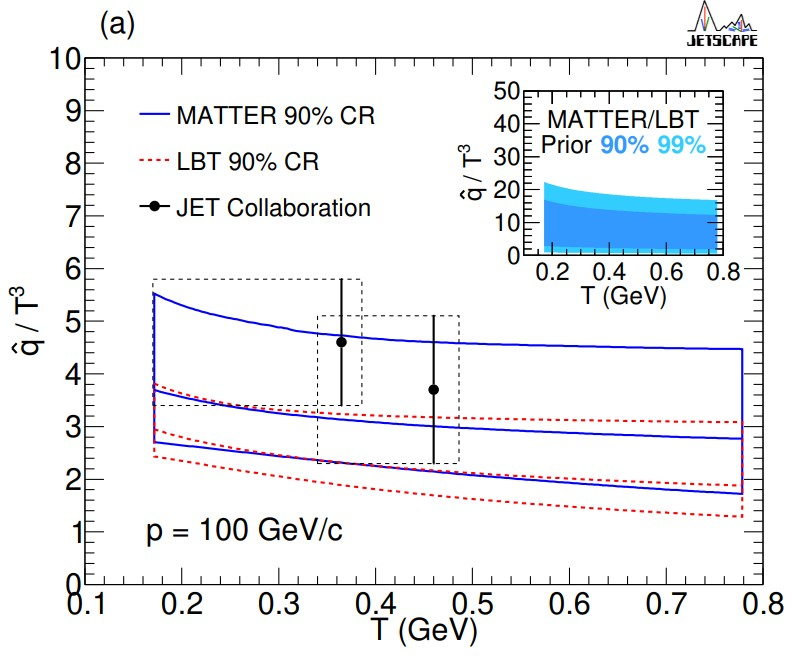 (a)
JETSCAPE
10
9
8
7
6
5
4
3
2
1
0
q̂ / T³
MATTER 90% CR
LBT 90% CR
JET Collaboration
50
40
30
20
10
0
q̂ / T³
MATTER/LBT
Prior 90% 99%
0.2 0.4 0.6 0.8
T (GeV)
p = 100 GeV/c
0.1 0.2 0.3 0.4 0.5 0.6 0.7 0.8
T (GeV)